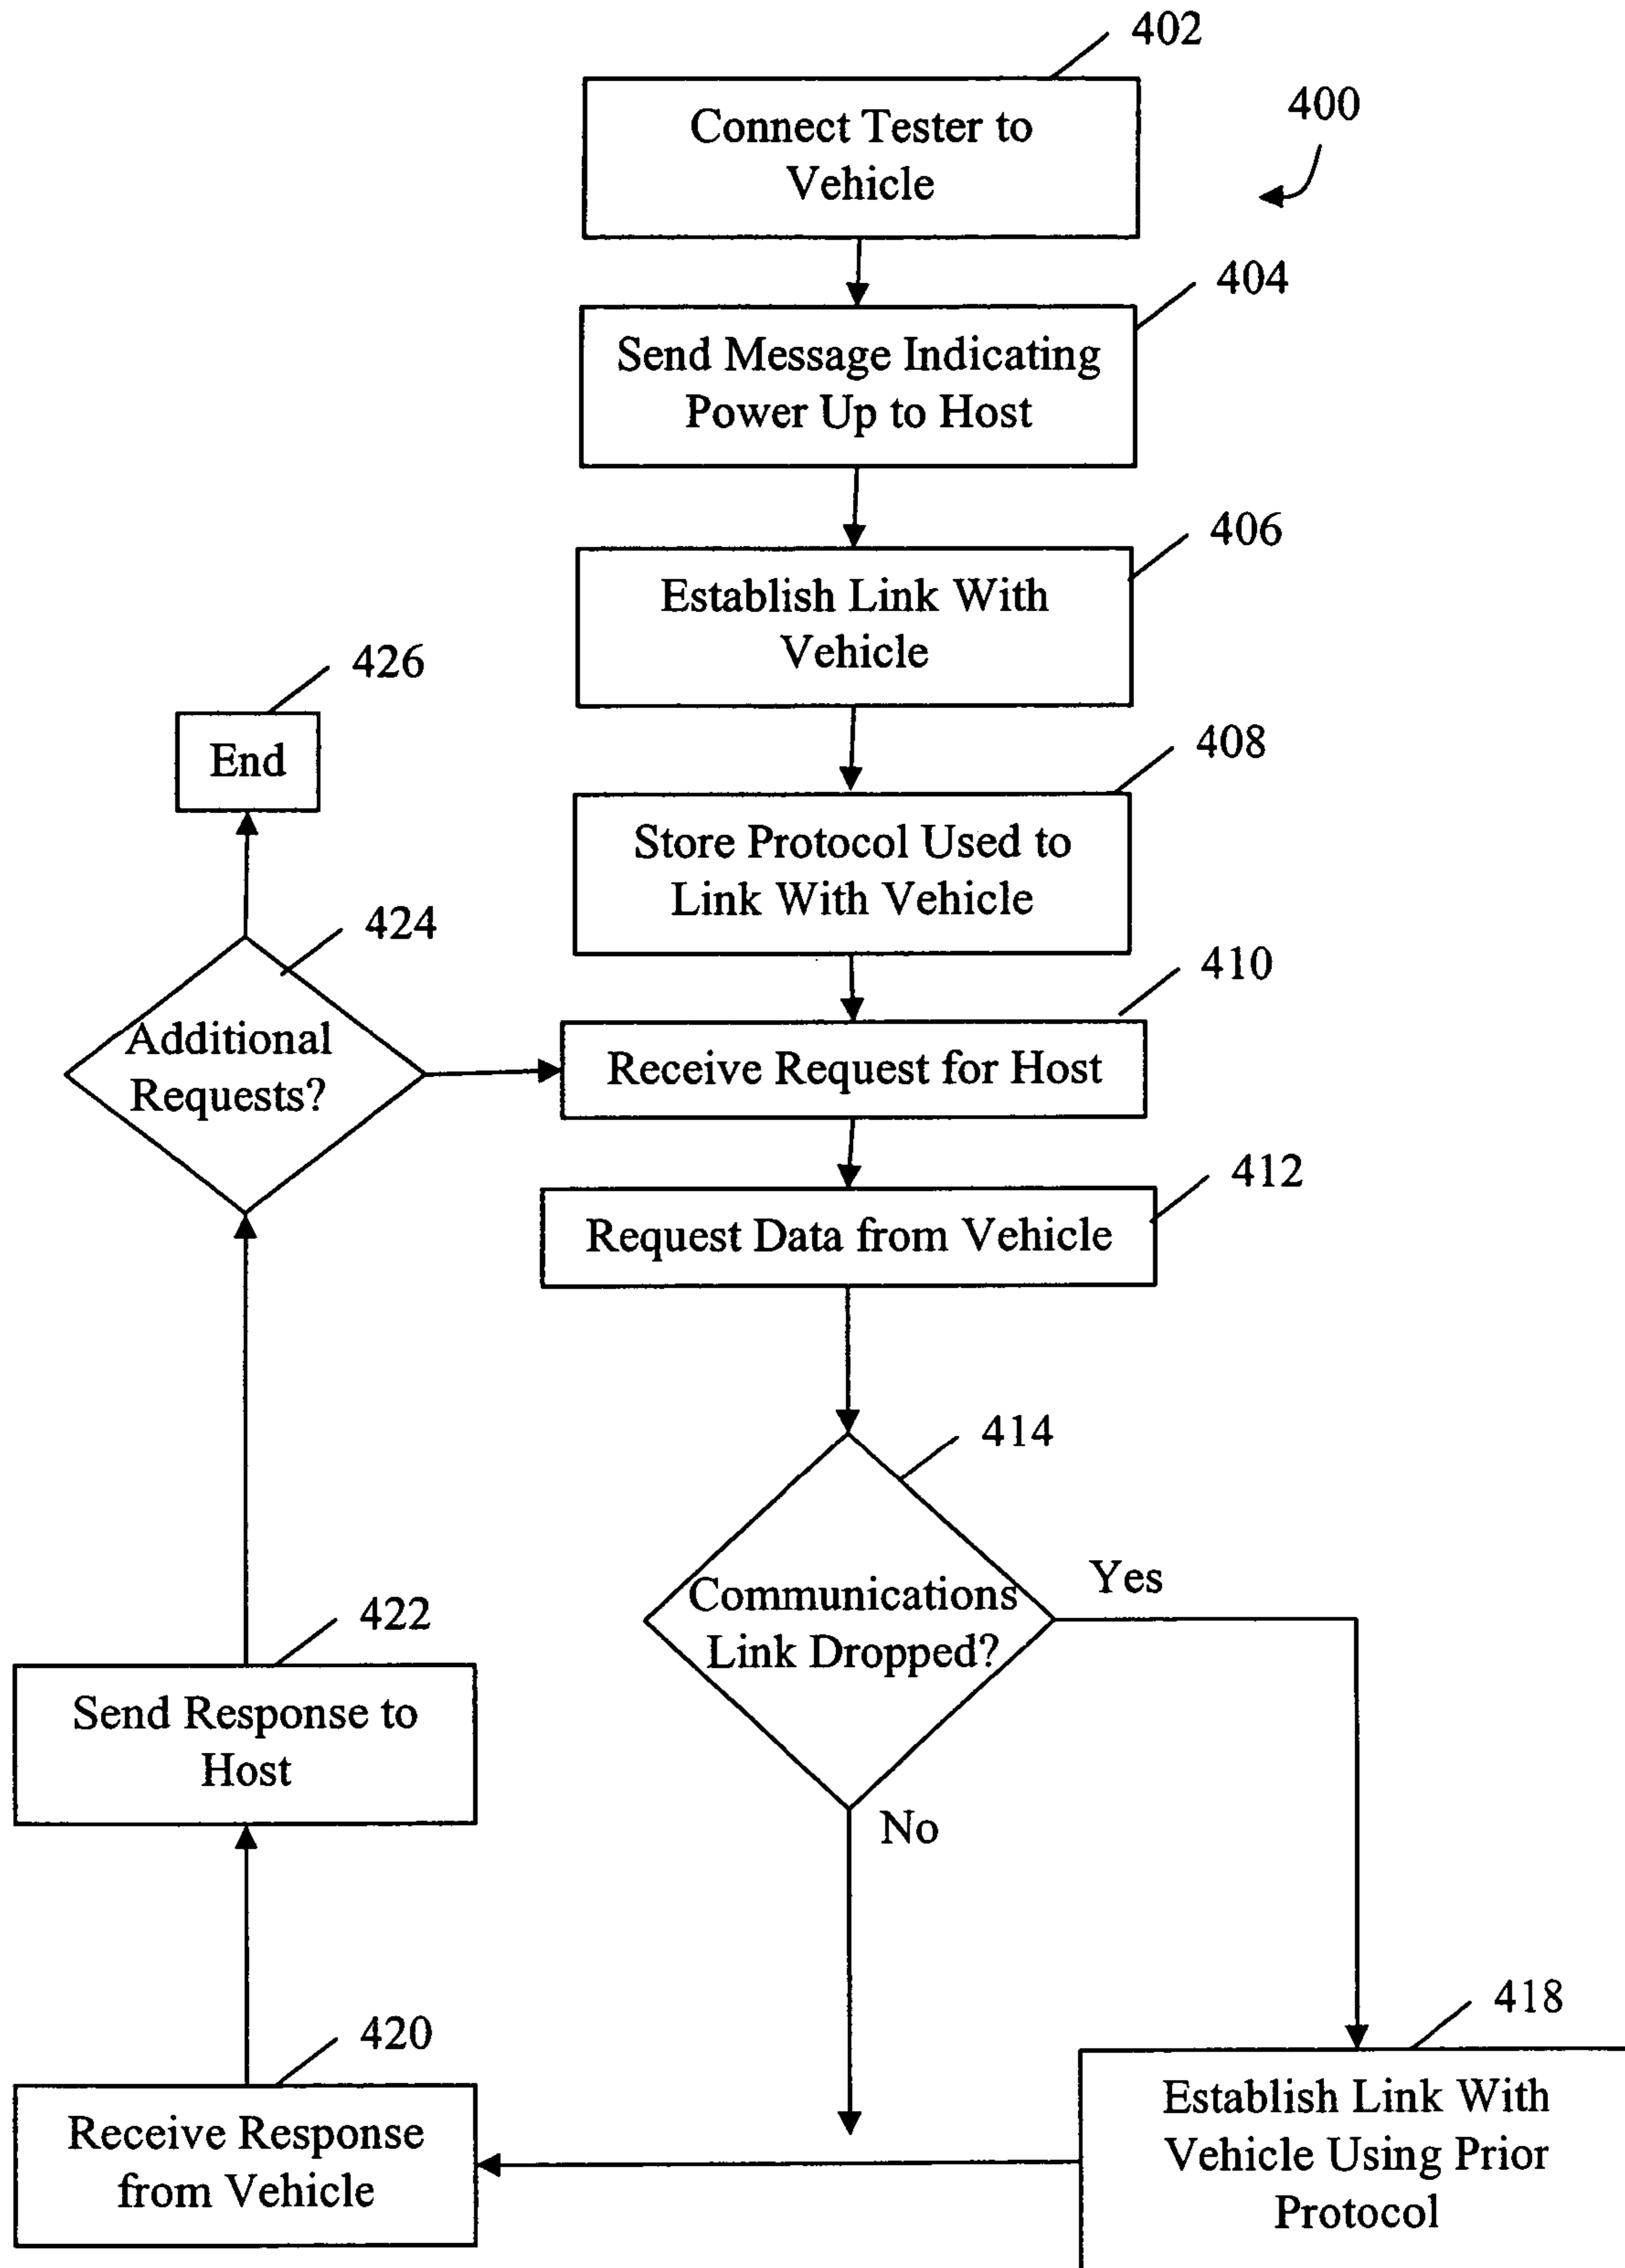 402
Connect Tester to
Vehicle
400
404
Send Message Indicating
Power Up to Host
406
Establish Link With
Vehicle
426
End
408
Store Protocol Used to
Link With Vehicle
424
Additional
Requests?
410
Receive Request for Host
412
Request Data from Vehicle
414
Communications
Link Dropped?
Yes
No
422
Send Response to
Host
418
Establish Link With
Vehicle Using Prior
Protocol
420
Receive Response
from Vehicle